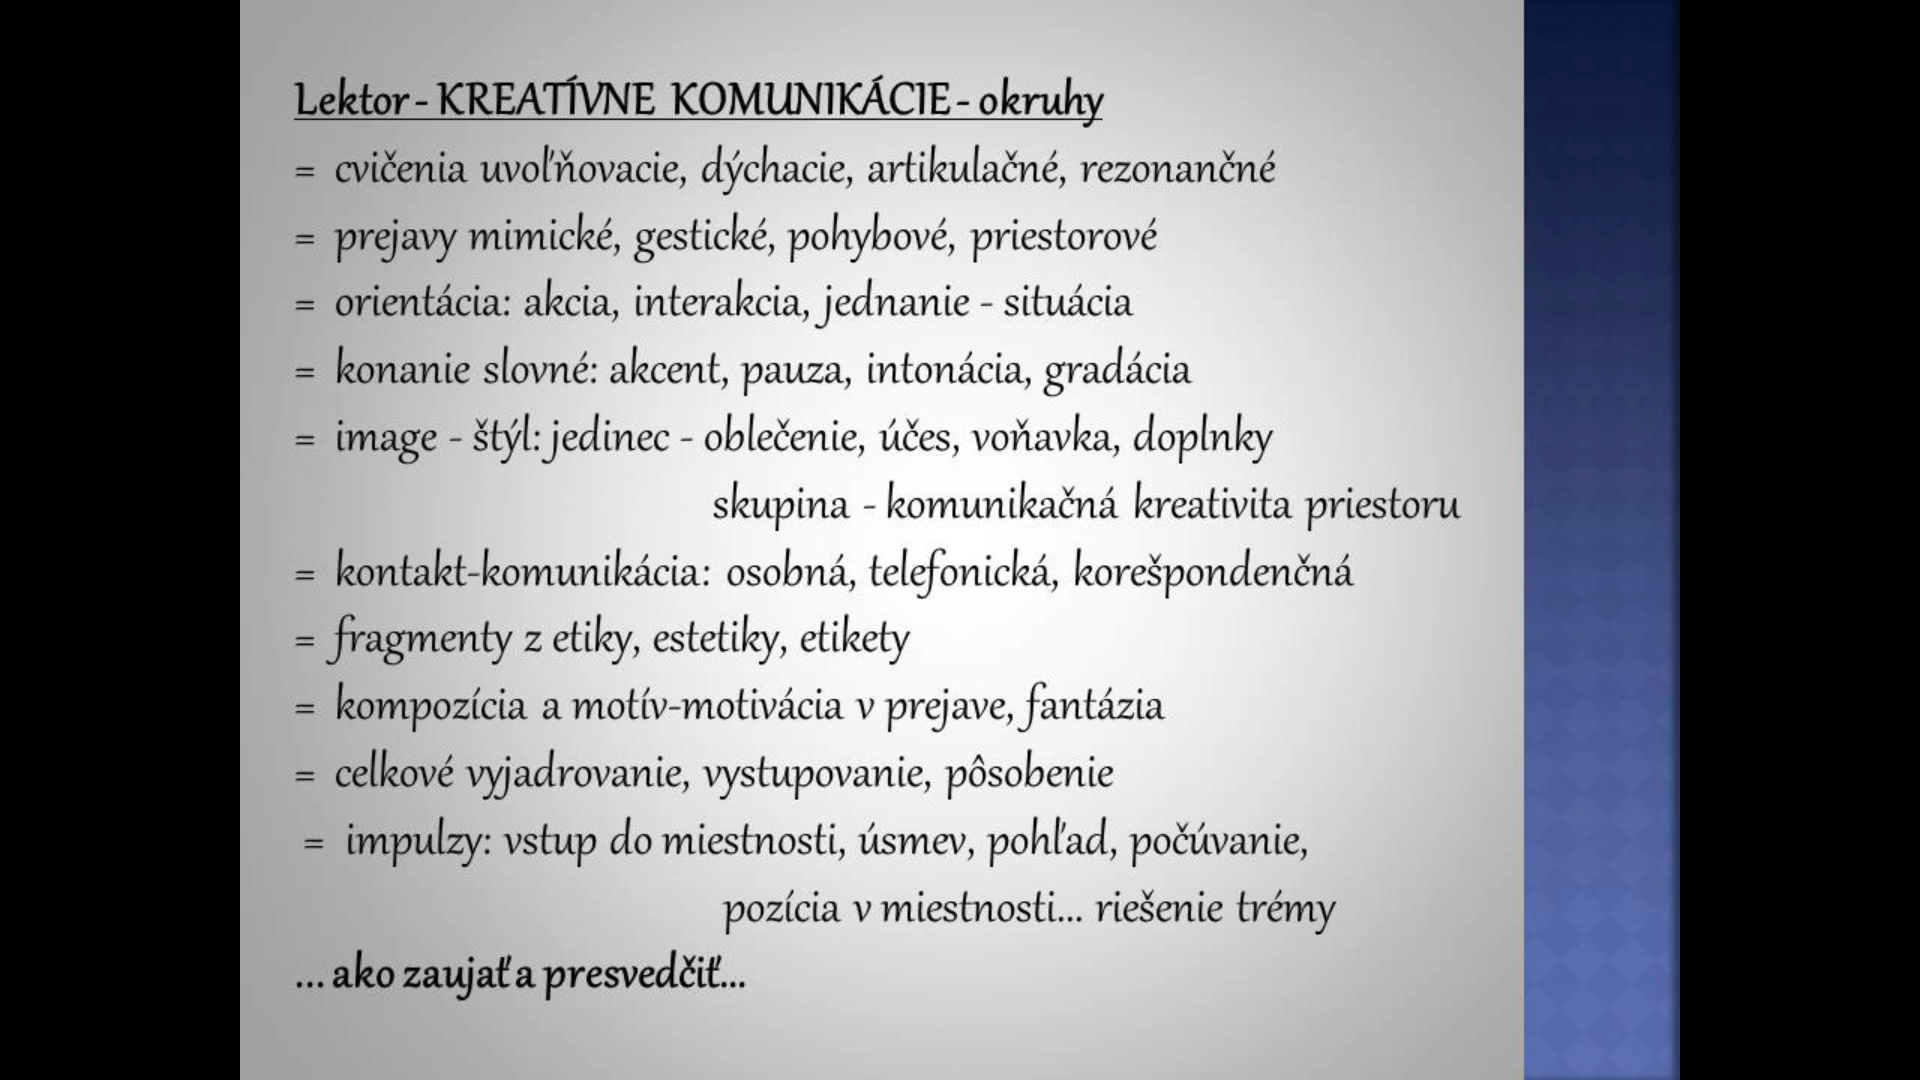 Lektor - KREATÍVNE KOMUNIKÁCIE - okruhy
= cvičenia uvoľňovacie, dýchacie, artikulačné, rezonančné
= prejavy mimické, gestické, pohybové, priestorové
= orientácia: akcia, interakcia, jednanie - situácia
= konanie slovné: akcent, pauza, intonácia, gradácia
= image - štýl: jedinec - oblečenie, účes, voňavka, doplnky
skupina - komunikačná kreativita priestoru
= kontakt-komunikácia: osobná, telefonická, korešpondenčná
= fragmenty z etiky, estetiky, etikety
= kompozícia a motív-motivácia v prejave, fantázia
= celkové vyjadrovanie, vystupovanie, pôsobenie
= impulzy: vstup do miestnosti, úsmev, pohľad, počúvanie,
pozícia v miestnosti... riešenie trémy
... ako zaujať a presvedčiť...